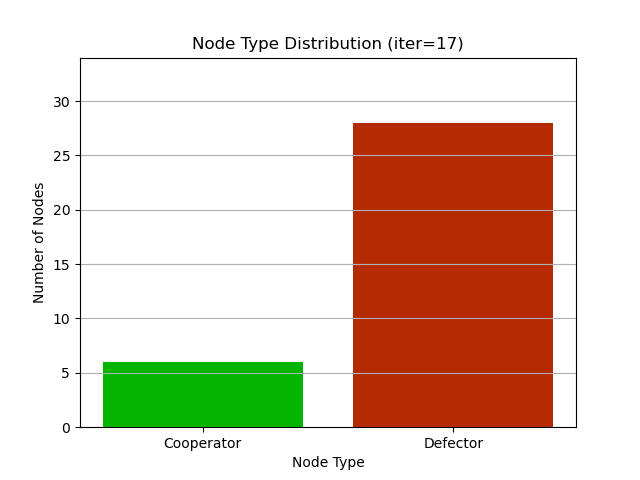 Node Type Distribution (iter=17)
Number of Nodes
30
25
20
15
10
5
0
Cooperator Defector
Node Type